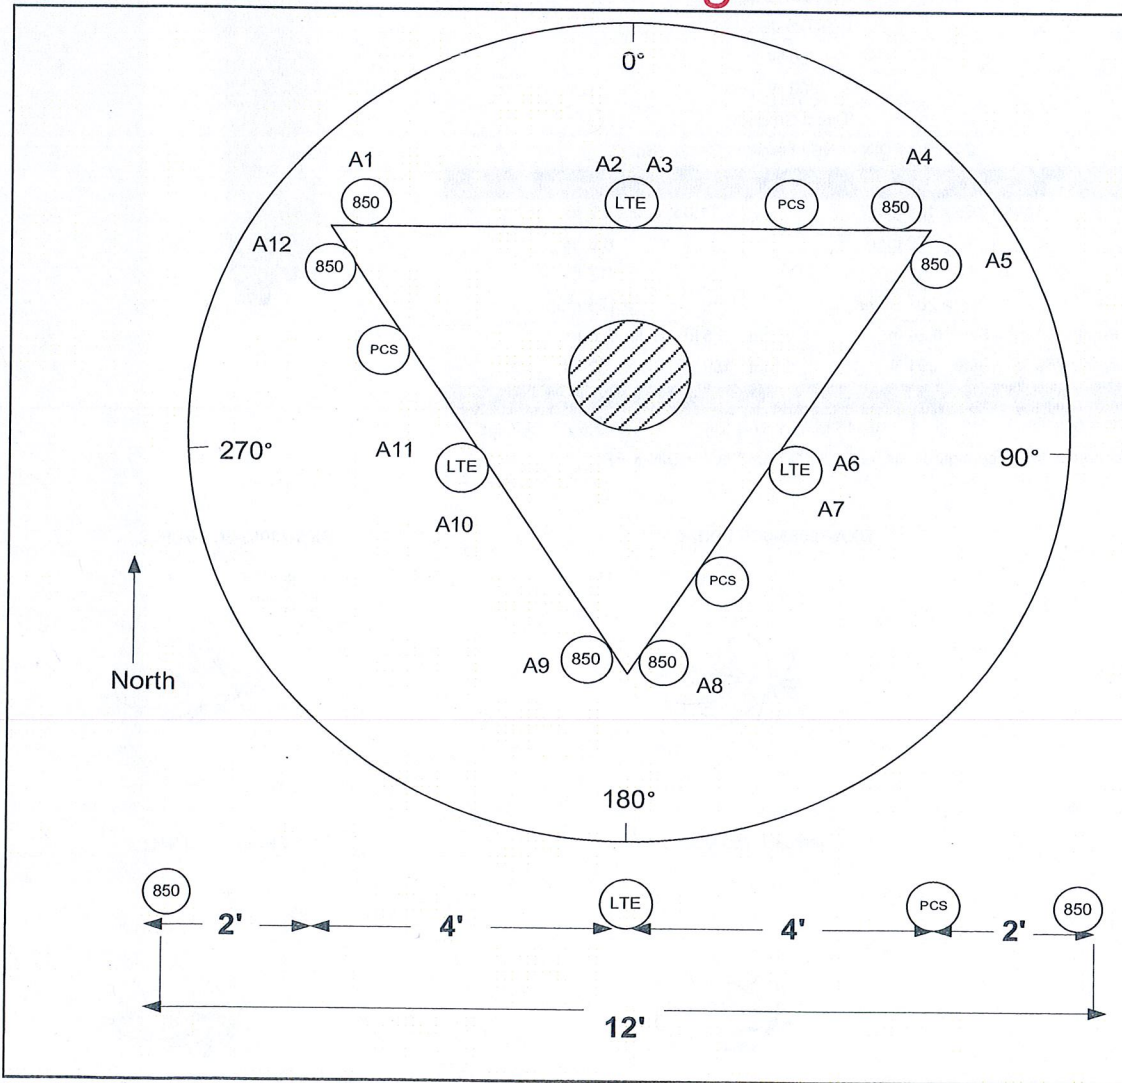 0°
A1
A2
A3
A4
850
LTE
PCS
850
A12
850
850
A5
PCS
270°
A11
LTE
LTE
A6
90°
A10
A7
PCS
North
A9
850
850
A8
180°
850
LTE
PCS
850
2'
4'
4'
2'
12'